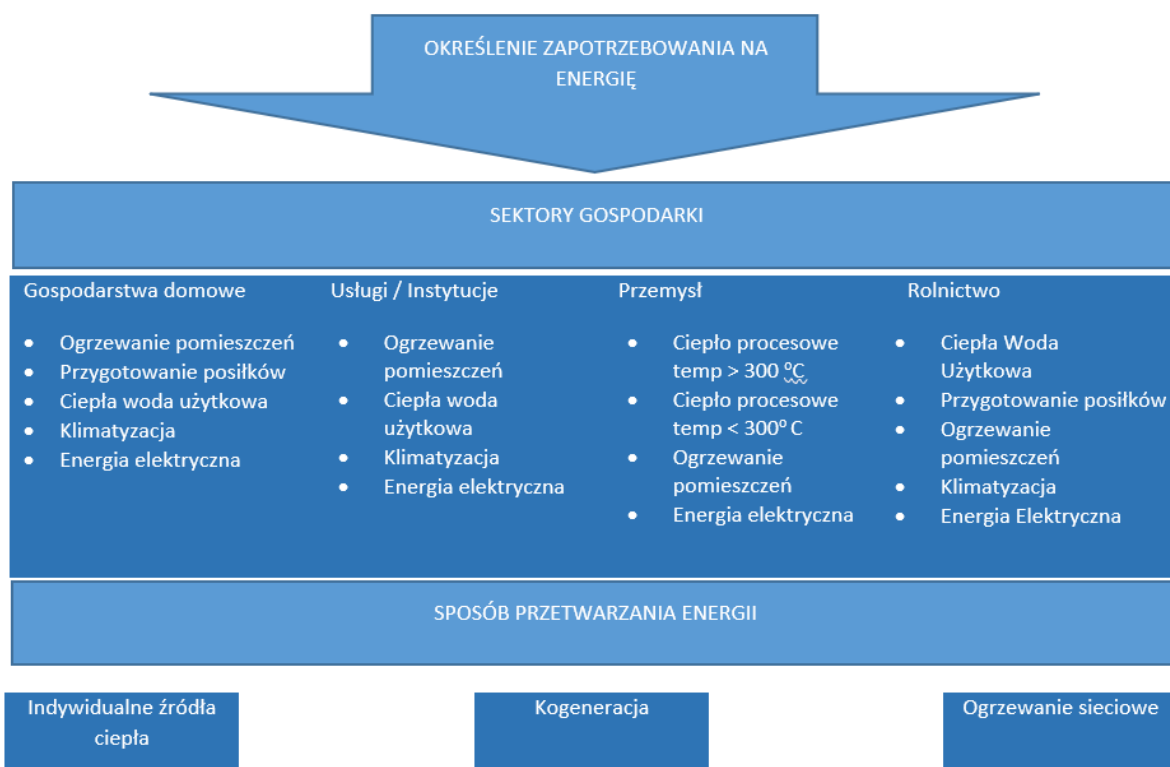 OKREŚLENIE ZAPOTRZEBOWANIA NA
ENERGIĘ
SEKTORY GOSPODARKI
Gospodarstwa domowe
• Ogrzewanie pomieszczeń
• Przygotowanie posiłków
• Ciepła woda użytkowa
• Klimatyzacja
• Energia elektryczna
Usługi / Instytucje
• Ogrzewanie
pomieszczeń
• Ciepła woda
użytkowa
• Klimatyzacja
• Energia elektryczna
Przemysł
• Ciepło procesowe
temp > 300 ⁰C
• Ciepło procesowe
temp < 300⁰ C
• Ogrzewanie
pomieszczeń
• Energia elektryczna
Rolnictwo
• Ciepła Woda
Użytkowa
• Przygotowanie posiłków
• Ogrzewanie
pomieszczeń
• Klimatyzacja
• Energia Elektryczna
SPOSÓB PRZETWARZANIA ENERGII
Indywidualne źródła
ciepła
Kogeneracja
Ogrzewanie sieciowe